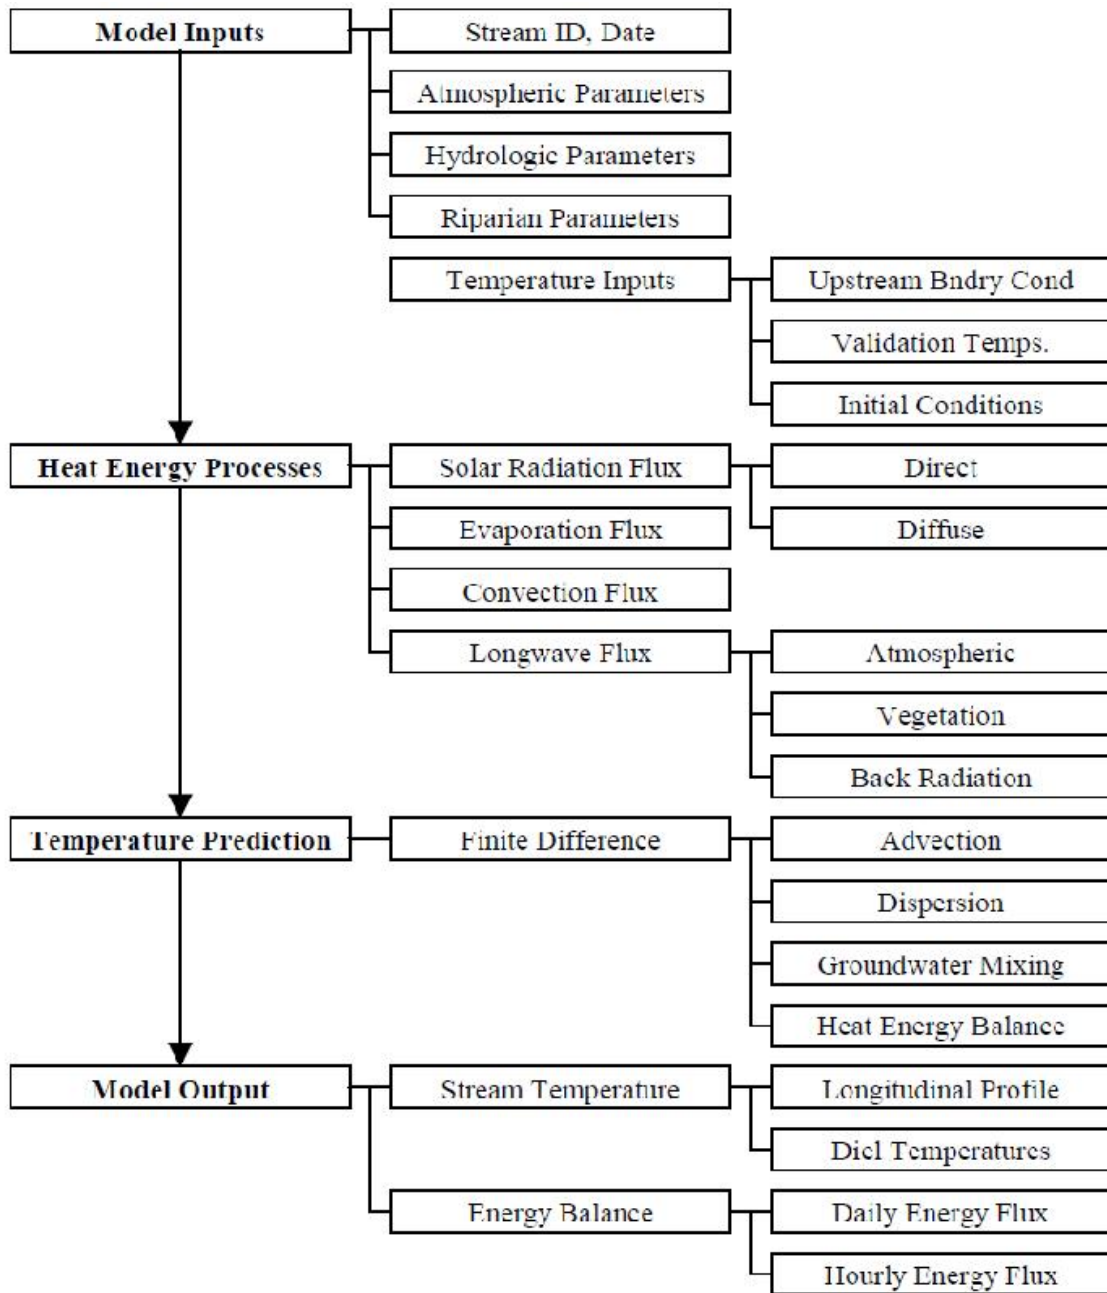 Model Inputs
Stream ID, Date
Atmospheric Parameters
Hydrologic Parameters
Riparian Parameters
Temperature Inputs
Upstream Bndry Cond
Validation Temps.
Initial Conditions
Heat Energy Processes
Solar Radiation Flux
Direct
Diffuse
Evaporation Flux
Convection Flux
Longwave Flux
Atmospheric
Vegetation
Back Radiation
Temperature Prediction
Finite Difference
Advection
Dispersion
Groundwater Mixing
Heat Energy Balance
Model Output
Stream Temperature
Longitudinal Profile
Diel Temperatures
Energy Balance
Daily Energy Flux
Hourly Energy Flux